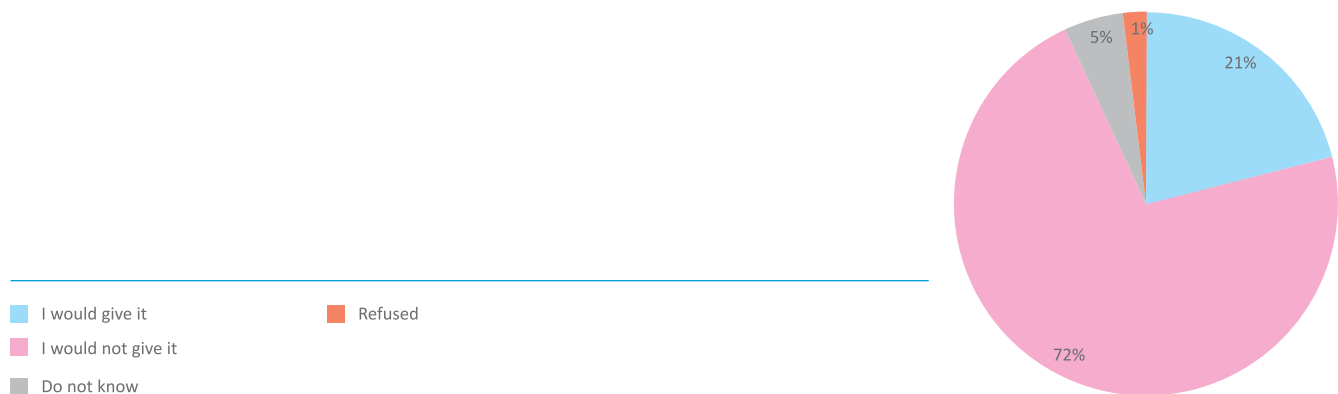 1%
5%
21%
I would give it
Refused
I would not give it
72%
Do not know